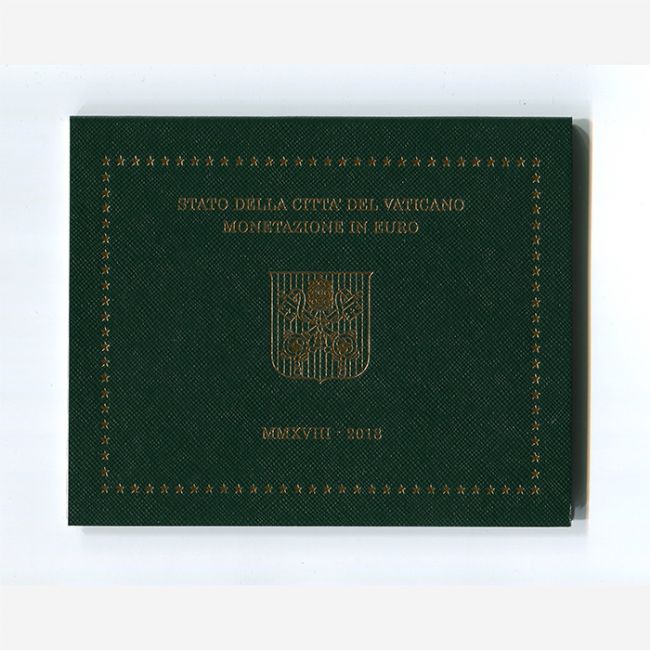 STATO DELLA CITTA' DEL VATICANO
MONETAZIONE IN EURO
MMXVIII · 2018